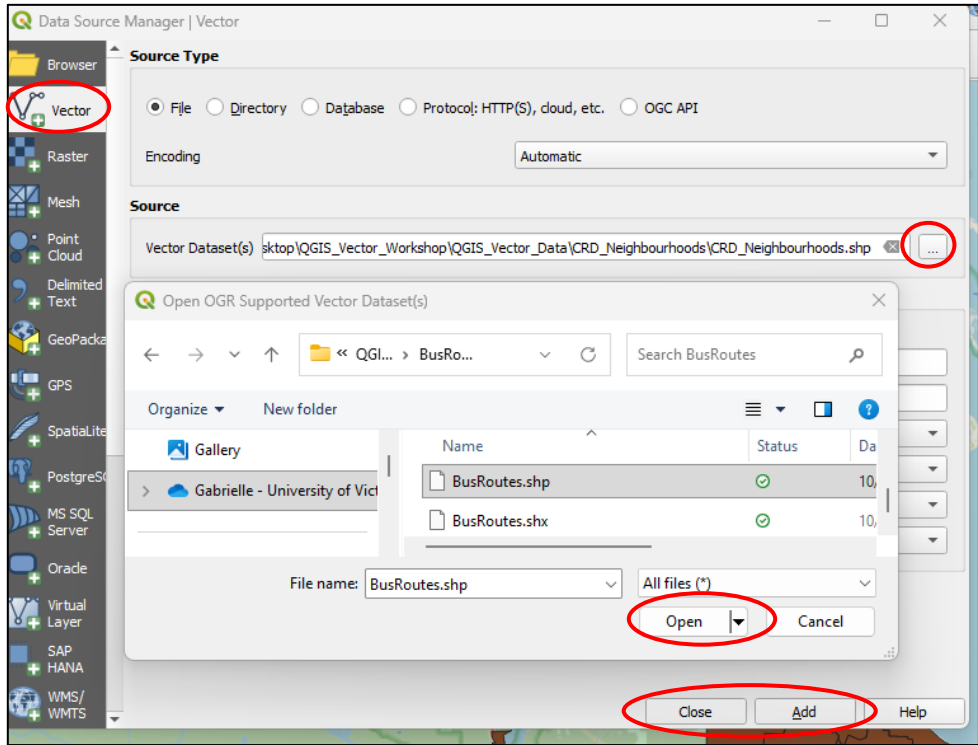 Data Source Manager | Vector
Browser
Vector
Raster
Mesh
Point
Cloud
Delimited
Text
GeoPacka
GPS
SpatiaLite
PostgreSQ
MS SQL
Server
Oracle
Virtual
Layer
SAP
HANA
WMS/
WMTS
Source Type
File Directory Database Protocol: HTTP(S), cloud, etc. OGC API
Encoding Automatic
Source
Vector Dataset(s) sktop\QGIS_Vector_Workshop\QGIS_Vector_Data\CRD_Neighbourhoods\CRD_Neighbourhoods.shp ...
Open OGR Supported Vector Dataset(s)
« QGI... › BusRo... Search BusRoutes
Organize New folder ?
Gallery
Gabrielle - University of Vict
Name Status Da
BusRoutes.shp 10,
BusRoutes.shx 10,
File name: BusRoutes.shp All files (*)
Open Cancel
Close Add Help